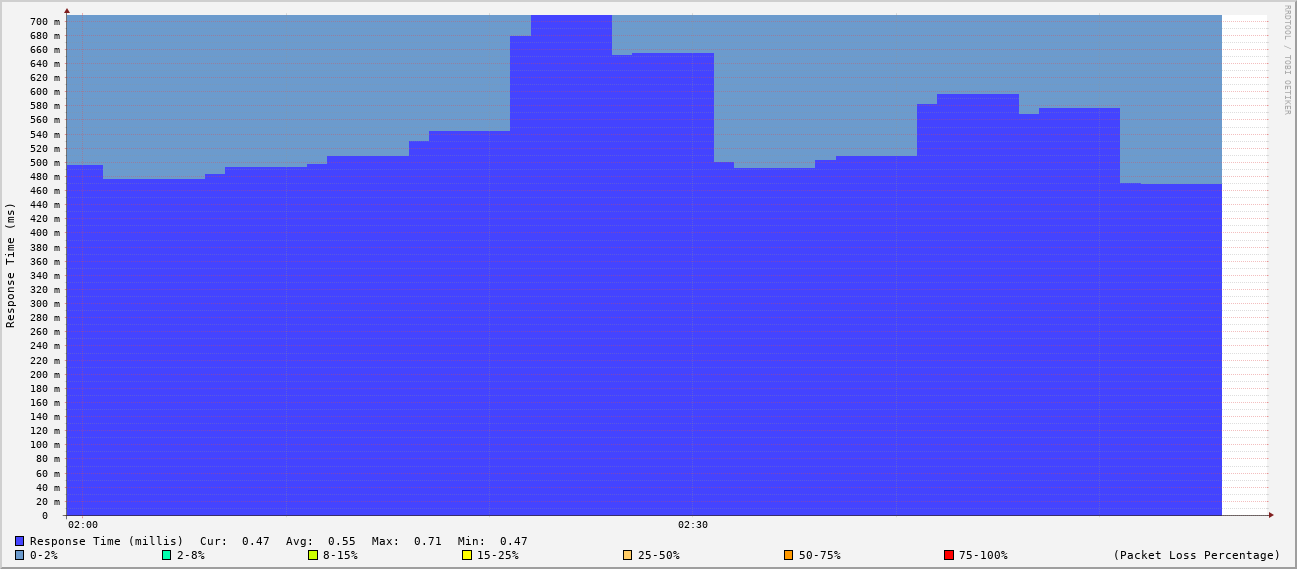 700 m
680 m
660 m
640 m
620 m
600 m
580 m
560 m
540 m
520 m
500 m
480 m
460 m
440 m
420 m
400 m
380 m
360 m
340 m
320 m
300 m
280 m
260 m
240 m
220 m
200 m
180 m
160 m
140 m
120 m
100 m
80 m
60 m
40 m
20 m
0
Response Time (ms)
RRDTOOL / TOBI OETIKER
02:00 02:30
Response Time (millis) Cur: 0.47 Avg: 0.55 Max: 0.71 Min: 0.47
0-2% 2-8% 8-15% 15-25% 25-50% 50-75% 75-100% (Packet Loss Percentage)